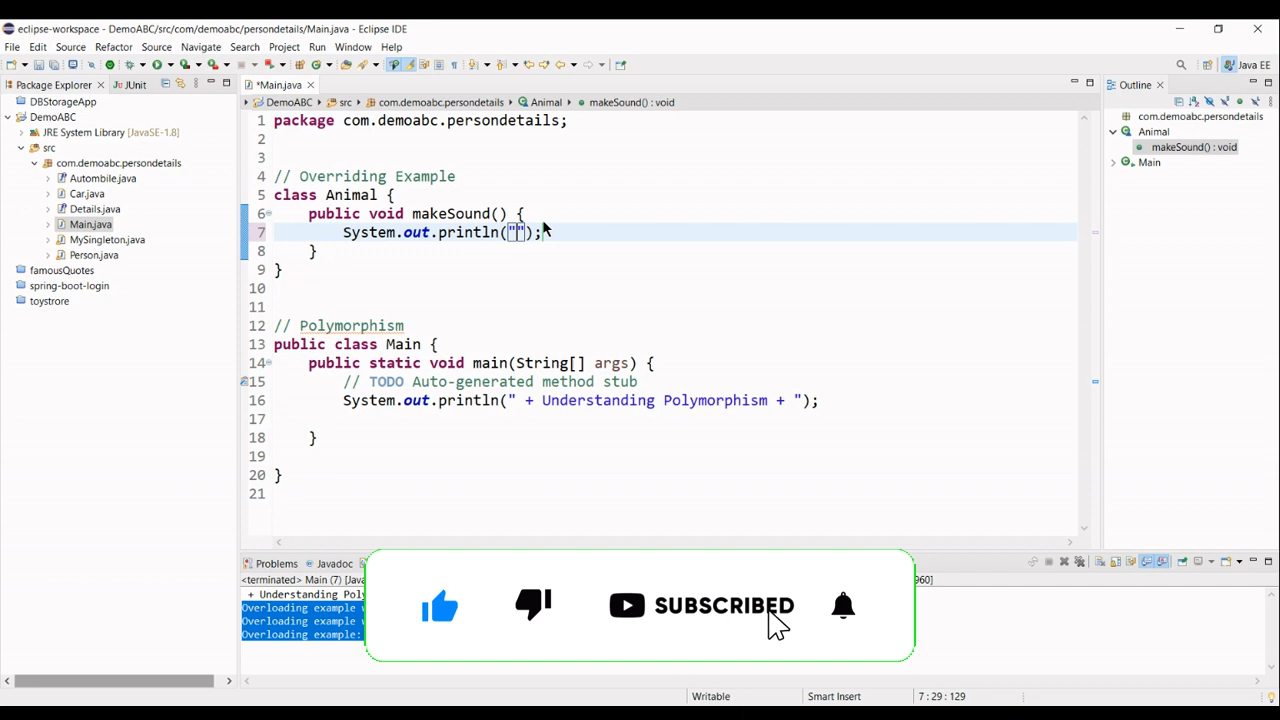 eclipse-workspace - DemoABC/src/com/demoabc/persondetails/Main.java - Eclipse IDE
File Edit Source Refactor Source Navigate Search Project Run Window Help
Java EE
Package Explorer JUnit
DBStorageApp
DemoABC
JRE System Library [JavaSE-1.8]
src
com.demoabc.persondetails
Autombile.java
Car.java
Details.java
Main.java
MySingleton.java
Person.java
famousQuotes
spring-boot-login
toystrore
*Main.java
DemoABC src com.demoabc.persondetails Animal makeSound() : void
1 package com.demoabc.persondetails;
2
3
4 // Overriding Example
5 class Animal {
6 public void makeSound() {
7 System.out.println("");
8 }
9 }
10
11
12 // Polymorphism
13 public class Main {
14 public static void main(String[] args) {
15 // TODO Auto-generated method stub
16 System.out.println(" + Understanding Polymorphism + ");
17
18 }
19
20 }
21
Outline
com.demoabc.persondetails
Animal
makeSound() : void
Main
Problems Javadoc
<terminated> Main (7) [Java
960]
+ Understanding Pol
Overloading example w
Overloading example w
Overloading example:
SUBSCRIBED
Writable Smart Insert 7 : 29 : 129